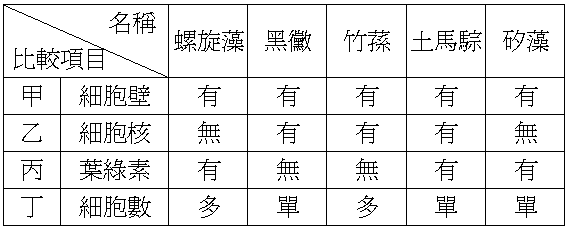 名稱
比較項目 螺旋藻 黑黴 竹蓀 土馬騌 矽藻
甲 細胞壁 有 有 有 有 有
乙 細胞核 無 有 有 有 無
丙 葉綠素 有 無 無 有 有
丁 細胞數 多 單 多 單 單